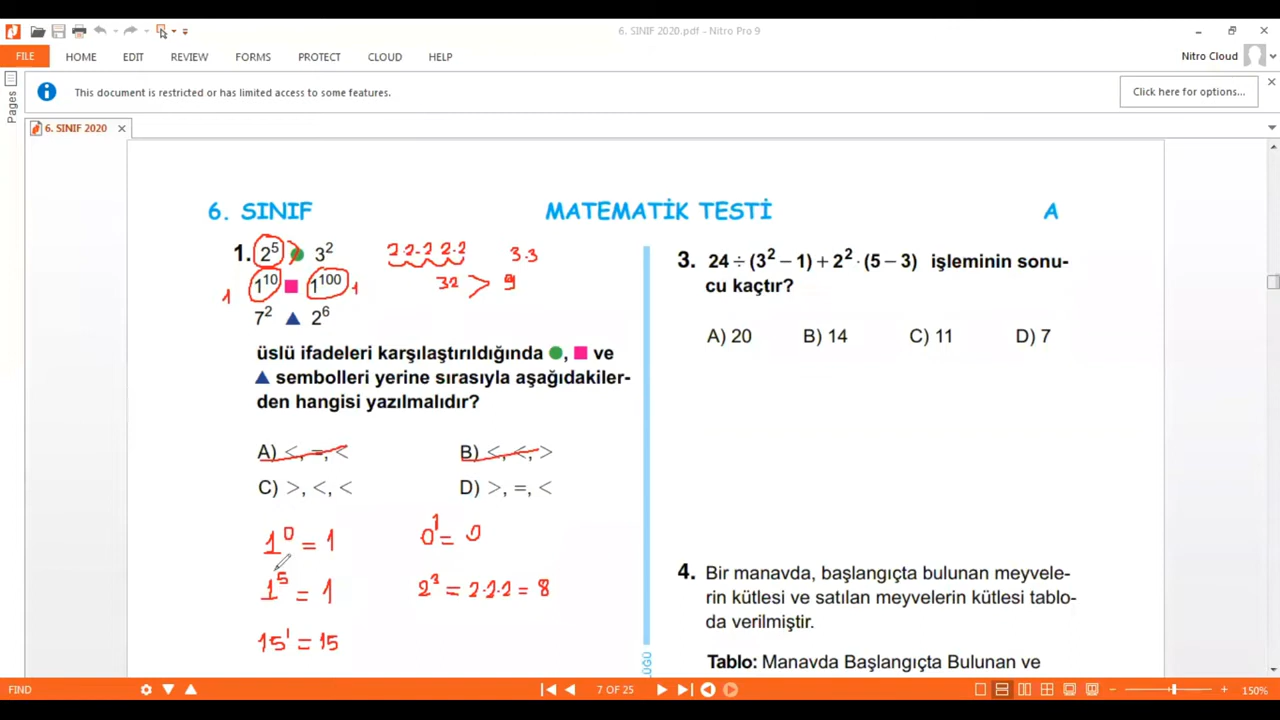 6. SINIF 2020.pdf - Nitro Pro 9
FILE HOME EDIT REVIEW FORMS PROTECT CLOUD HELP
Nitro Cloud
This document is restricted or has limited access to some features.
Click here for options...
Pages
6. SINIF 2020
6. SINIF MATEMATİK TESTİ A
1. 2⁵ ● 3² 2·2·2·2·2 3·3
1 1¹⁰ ■ 1¹⁰⁰ 1 32 > 9
7² ▲ 2⁶
üslü ifadeleri karşılaştırıldığında ●, ■ ve
▲ sembolleri yerine sırasıyla aşağıdakiler-
den hangisi yazılmalıdır?
A) <, =, < B) <, <, >
C) >, <, < D) >, =, <
1⁰ = 1 0¹ = 0
1⁵ = 1 2³ = 2·2·2 = 8
15¹ = 15
3. 24 ÷ (3² – 1) + 2² · (5 – 3) işleminin sonu-
cu kaçtır?
A) 20 B) 14 C) 11 D) 7
4. Bir manavda, başlangıçta bulunan meyvele-
rin kütlesi ve satılan meyvelerin kütlesi tablo-
da verilmiştir.
Tablo: Manavda Başlangıçta Bulunan ve
FIND
7 OF 25
150%